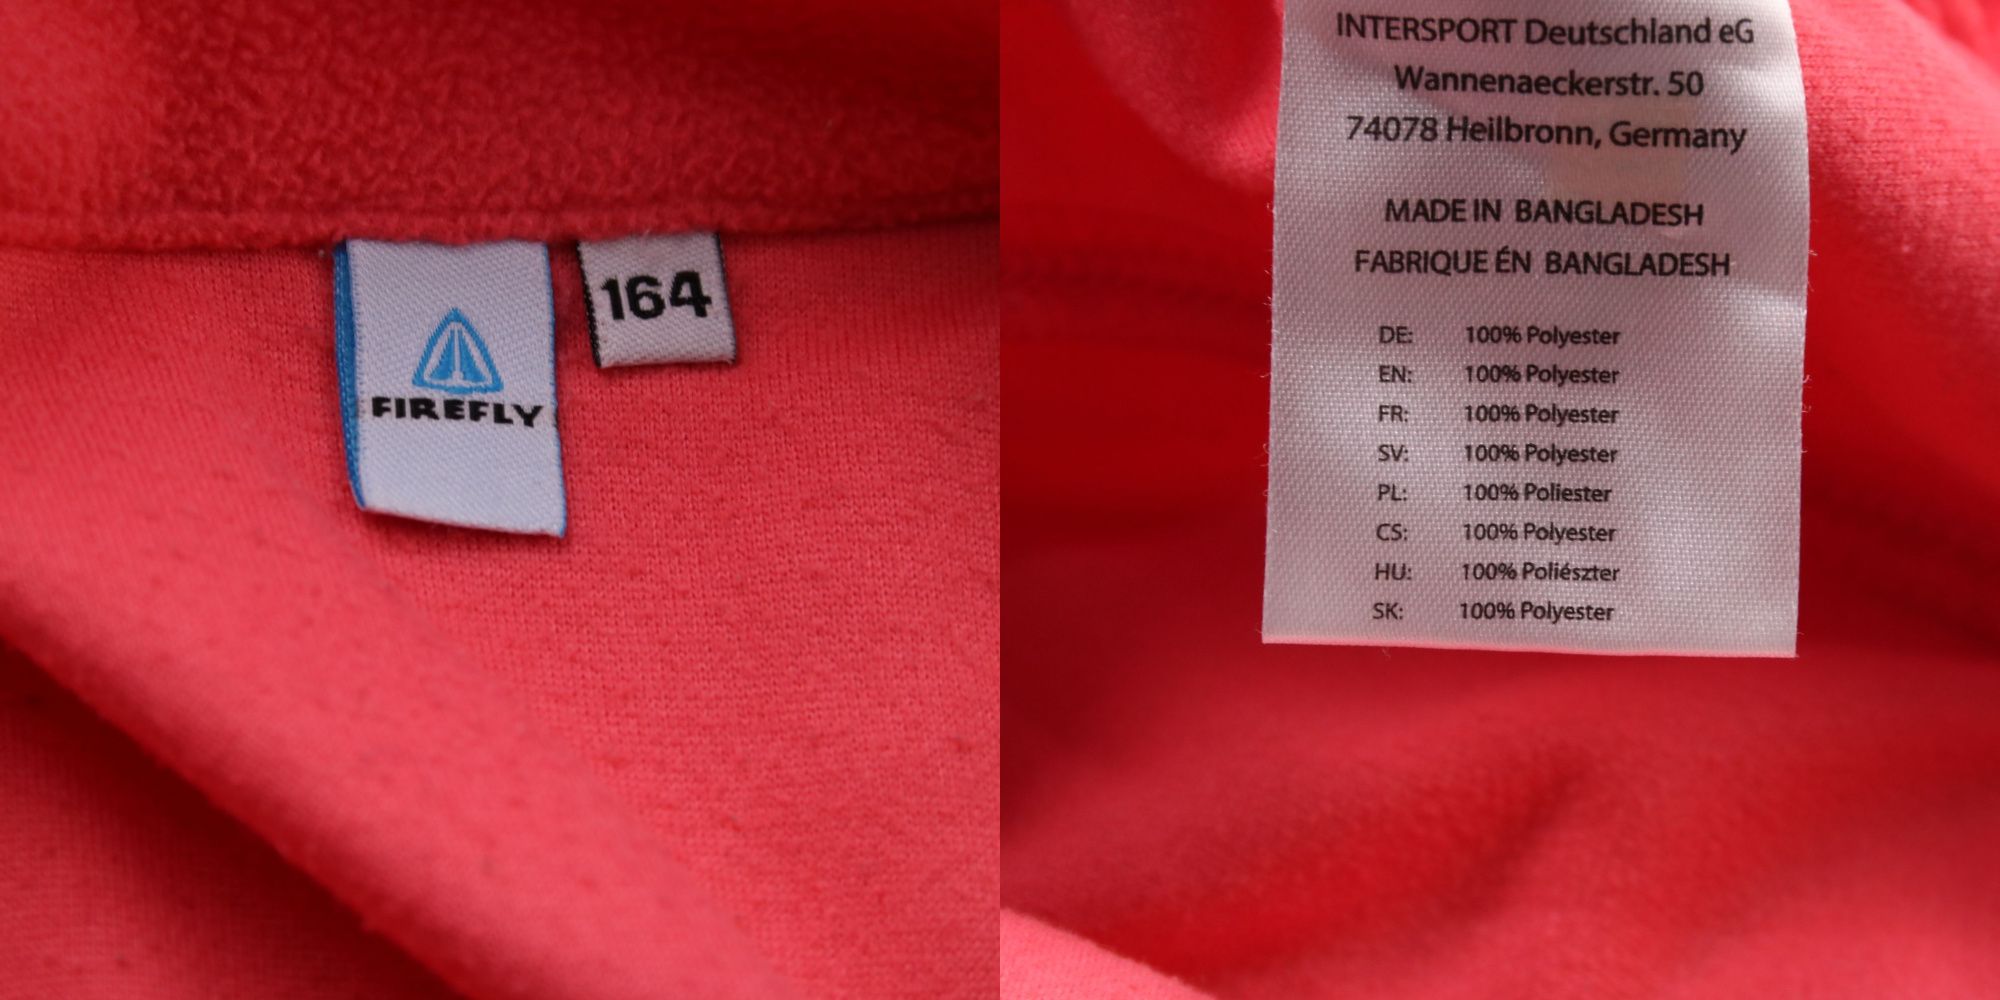 FIREFLY
164
INTERSPORT Deutschland eG
Wannenaeckerstr. 50
74078 Heilbronn, Germany
MADE IN BANGLADESH
FABRIQUE ÉN BANGLADESH
DE: 100% Polyester
EN: 100% Polyester
FR: 100% Polyester
SV: 100% Polyester
PL: 100% Poliester
CS: 100% Polyester
HU: 100% Poliészter
SK: 100% Polyester